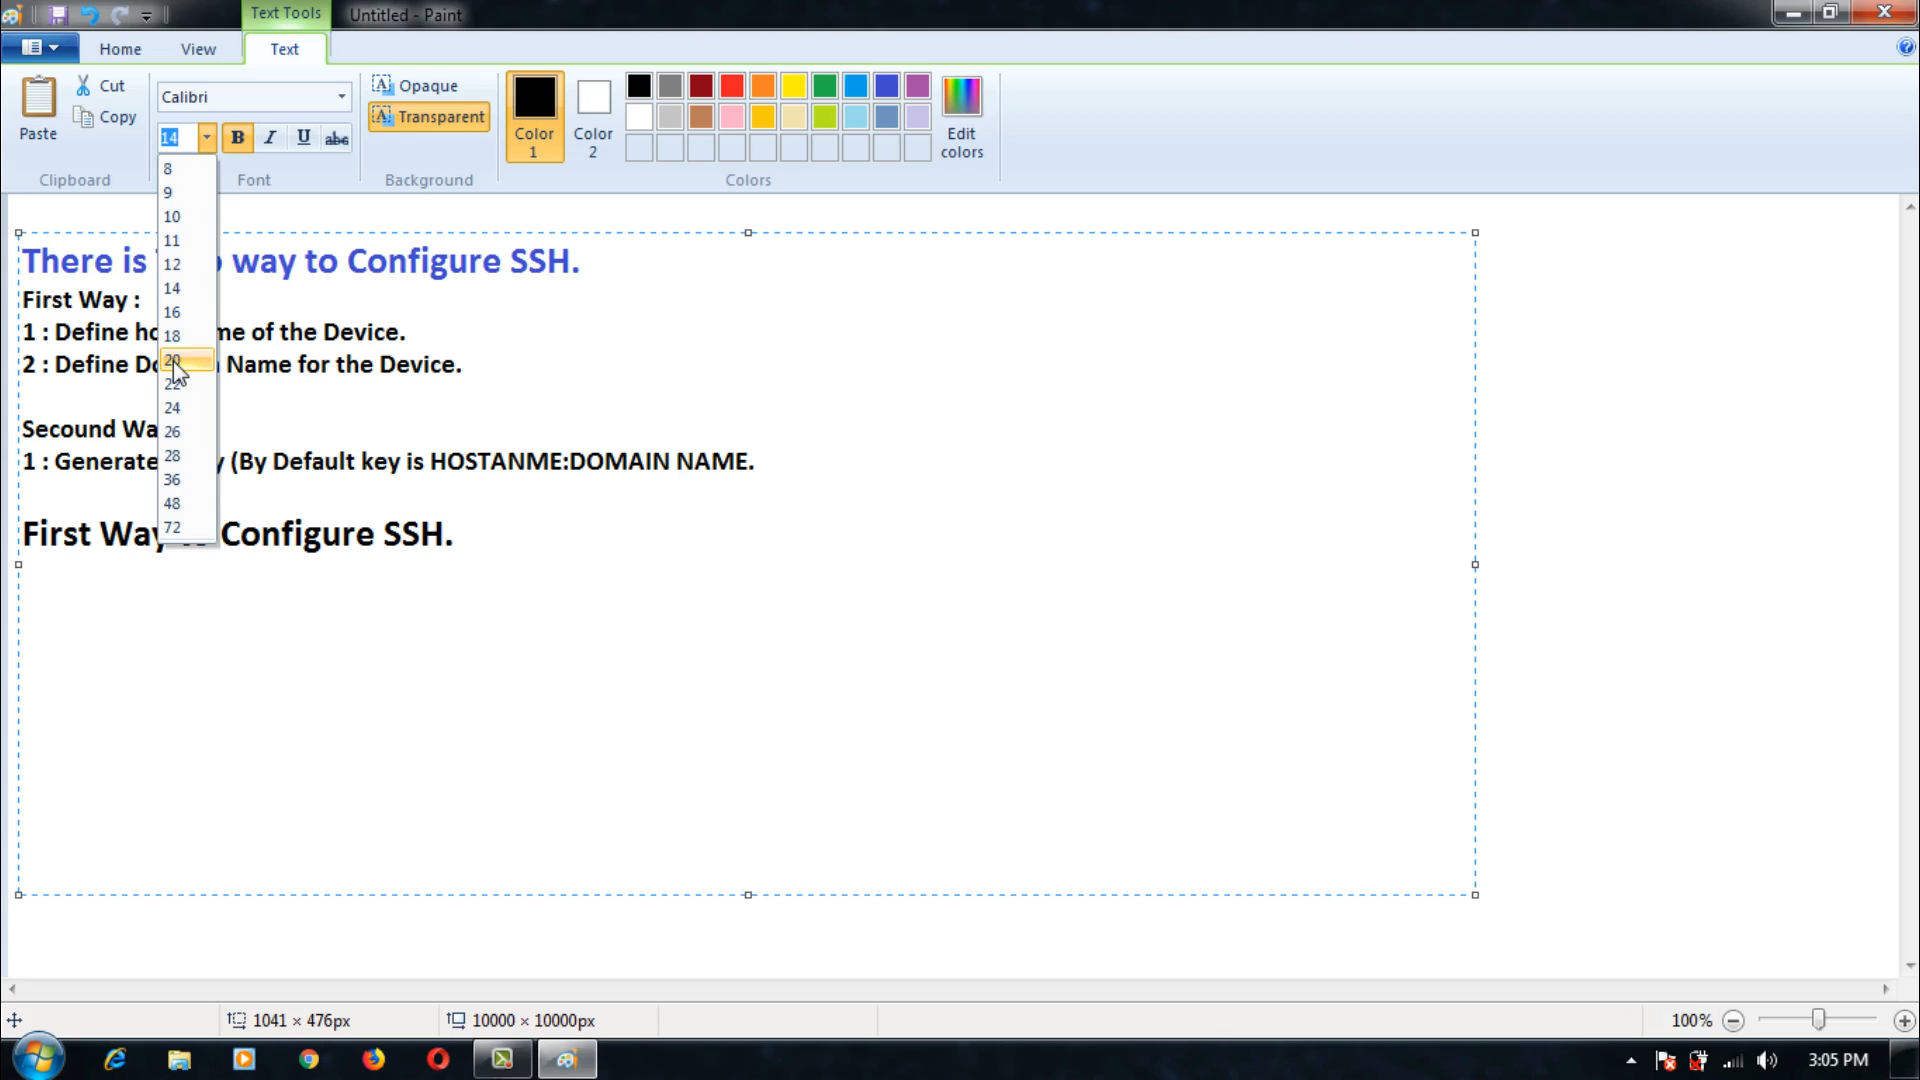 Text Tools
Untitled - Paint
Home
View
Text
Paste
Cut
Copy
Clipboard
Calibri
14
B
I
U
abc
Font
Opaque
Transparent
Background
Color
1
Color
2
Edit
colors
Colors
8
9
10
11
12
14
16
18
20
22
24
26
28
36
48
72
There is way to Configure SSH.
First Way :
1 : Define me of the Device.
2 : Define Name for the Device.
Secound
1 : Generate (By Default key is HOSTANME:DOMAIN NAME.
First Way Configure SSH.
1041 × 476px
10000 × 10000px
100%
3:05 PM